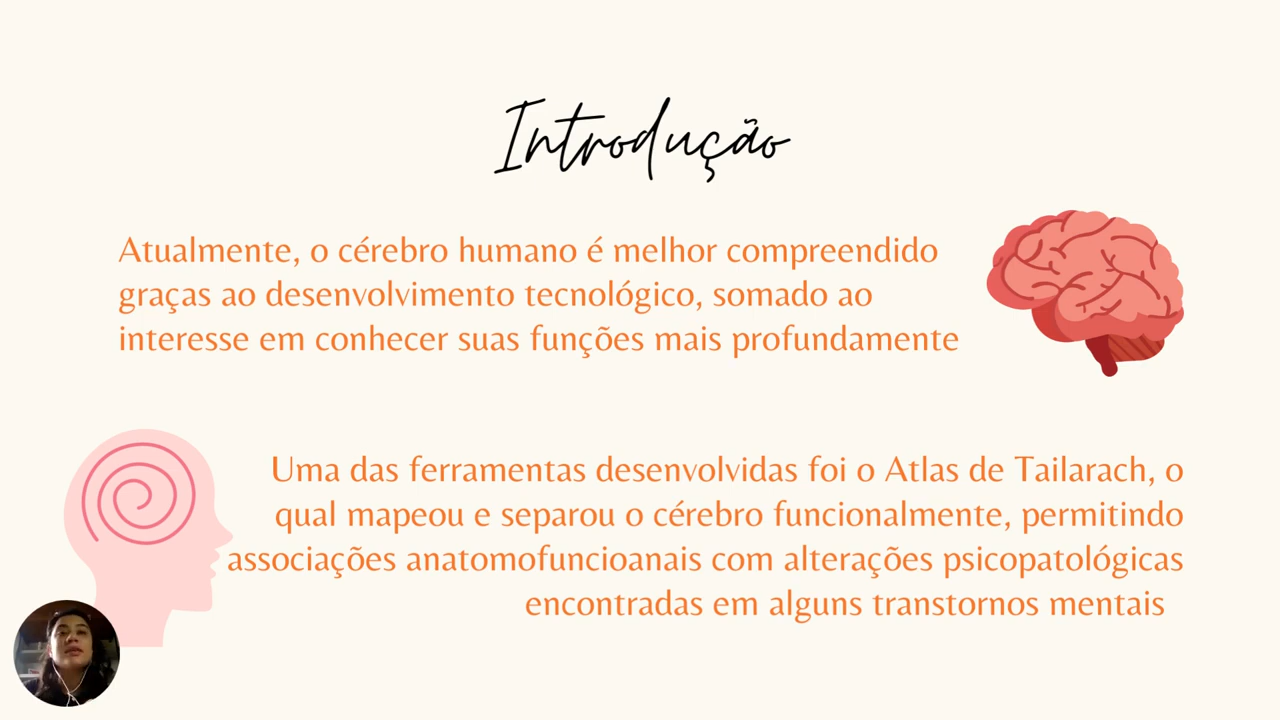 Introdução
Atualmente, o cérebro humano é melhor compreendido
graças ao desenvolvimento tecnológico, somado ao
interesse em conhecer suas funções mais profundamente
Uma das ferramentas desenvolvidas foi o Atlas de Tailarach, o
qual mapeou e separou o cérebro funcionalmente, permitindo
associações anatomofuncioanais com alterações psicopatológicas
encontradas em alguns transtornos mentais